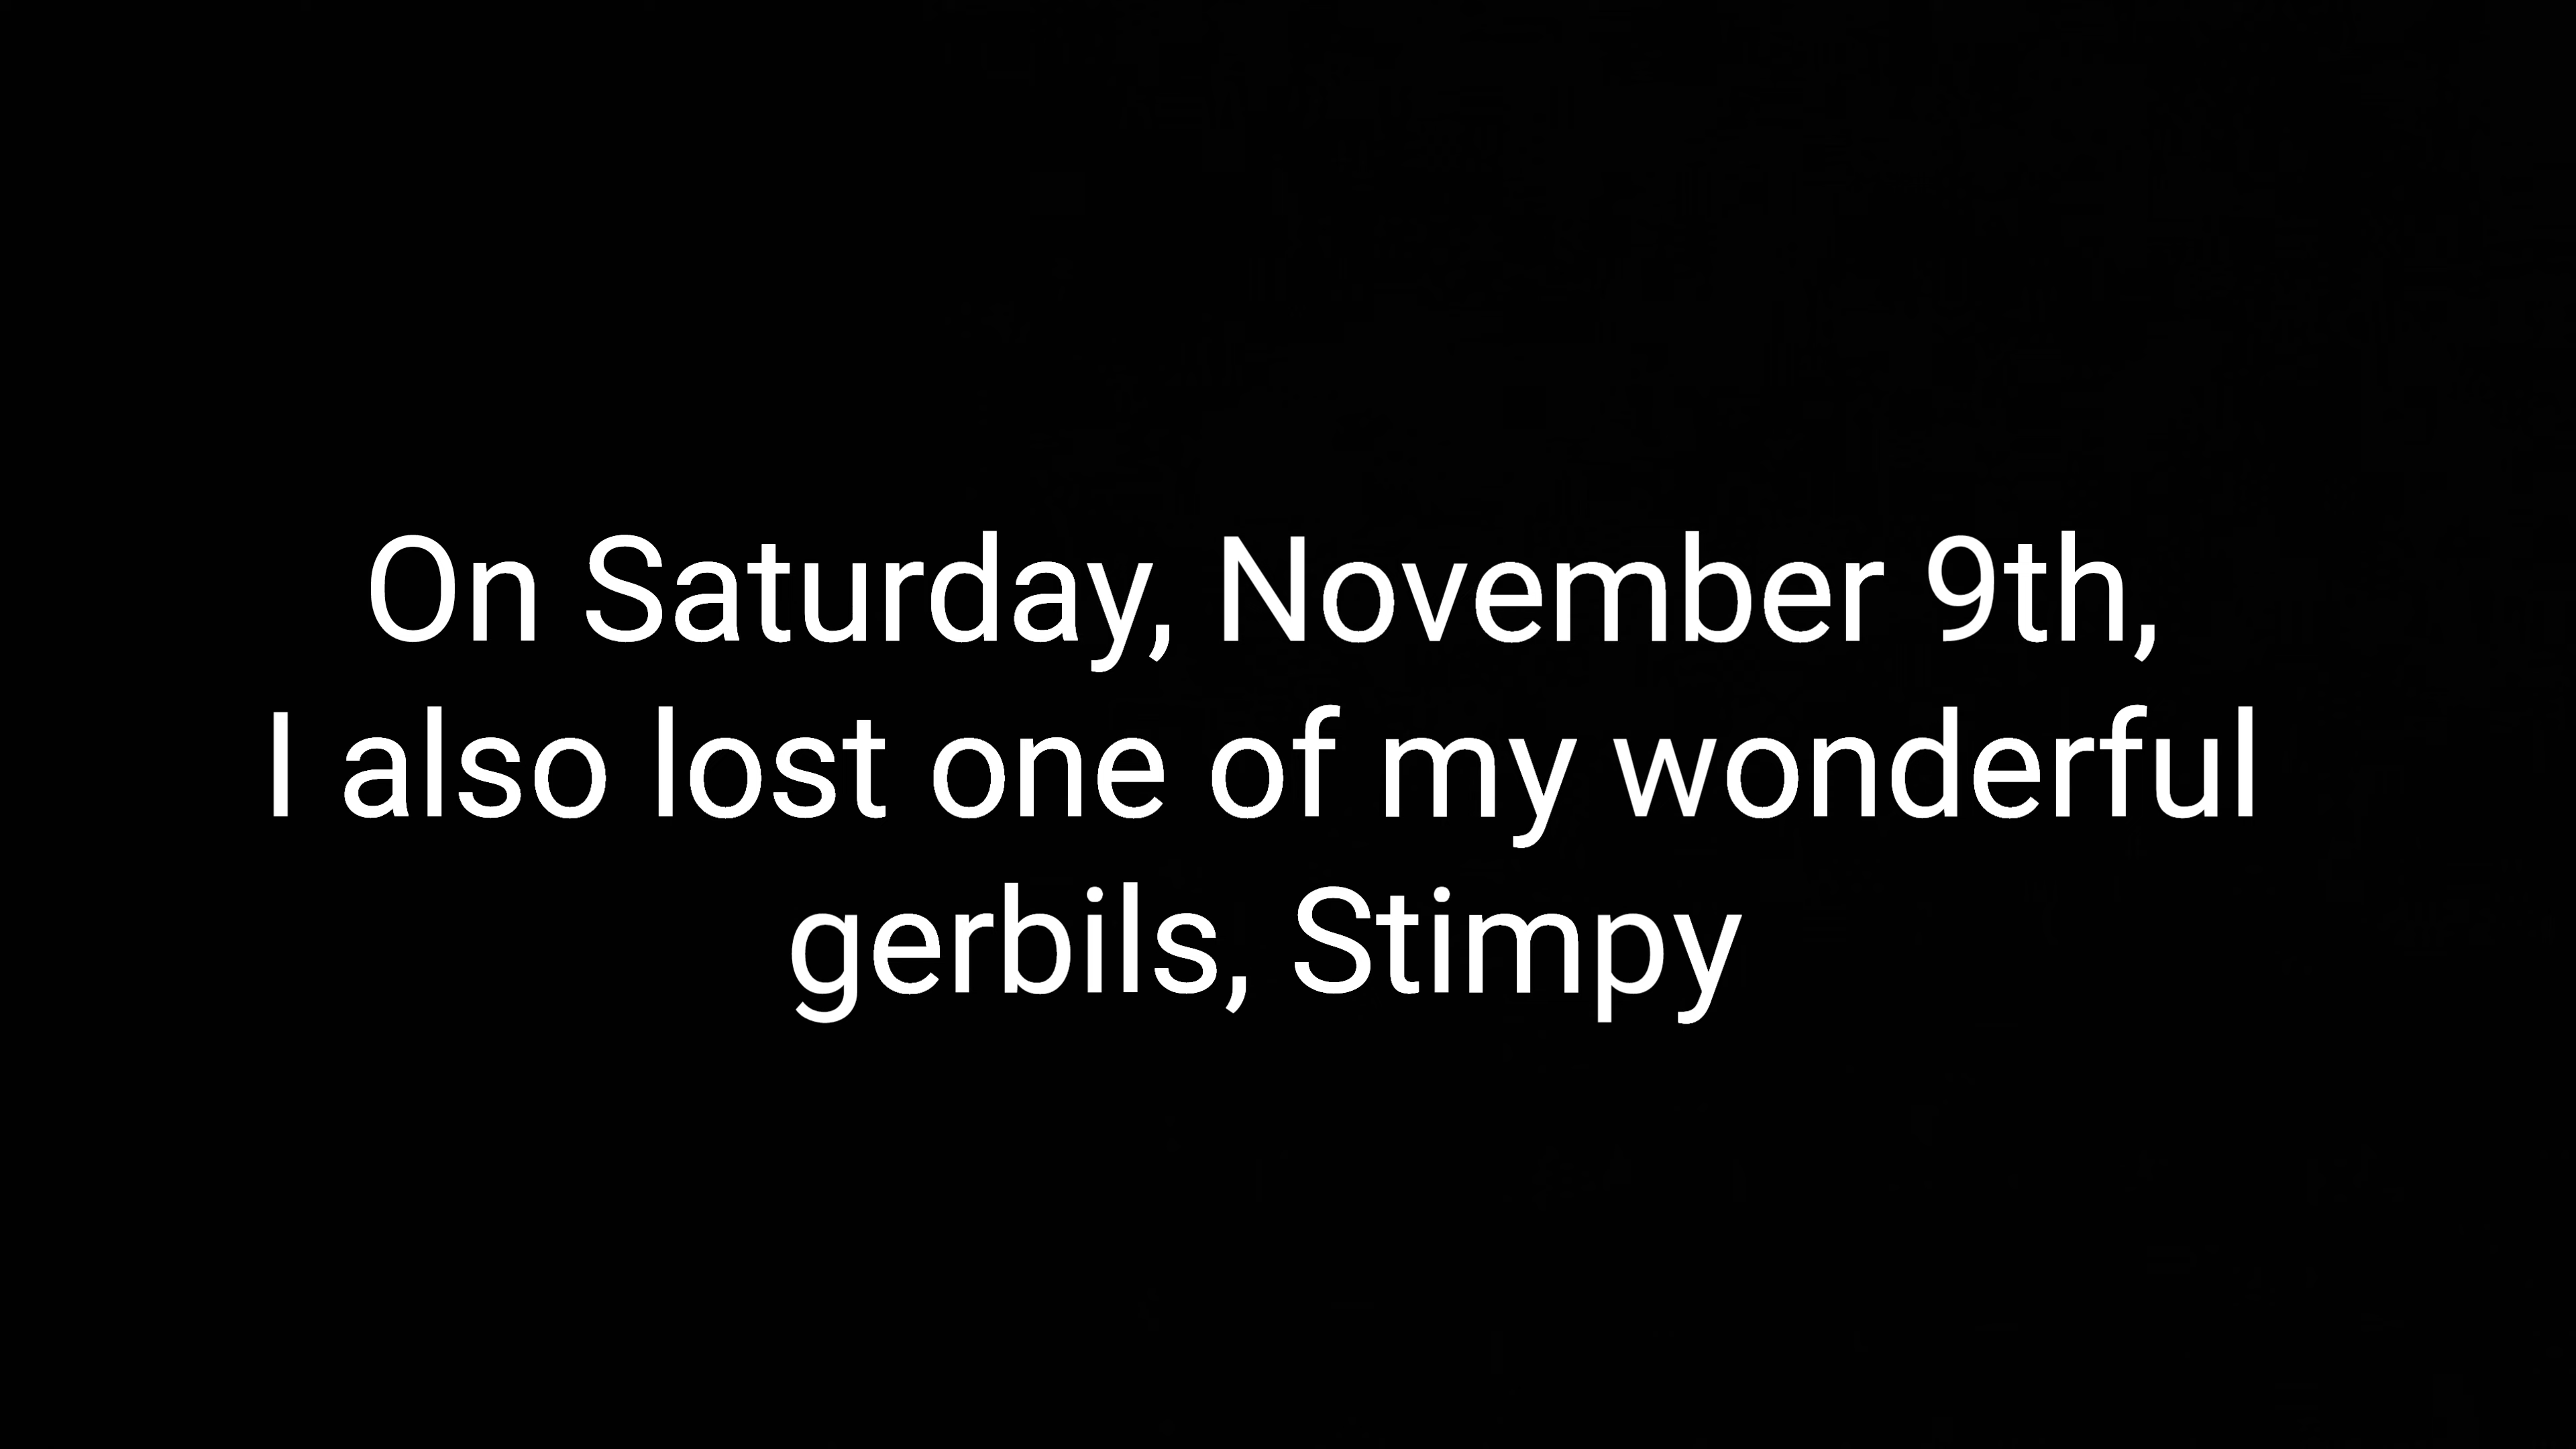 On Saturday, November 9th,
I also lost one of my wonderful
gerbils, Stimpy